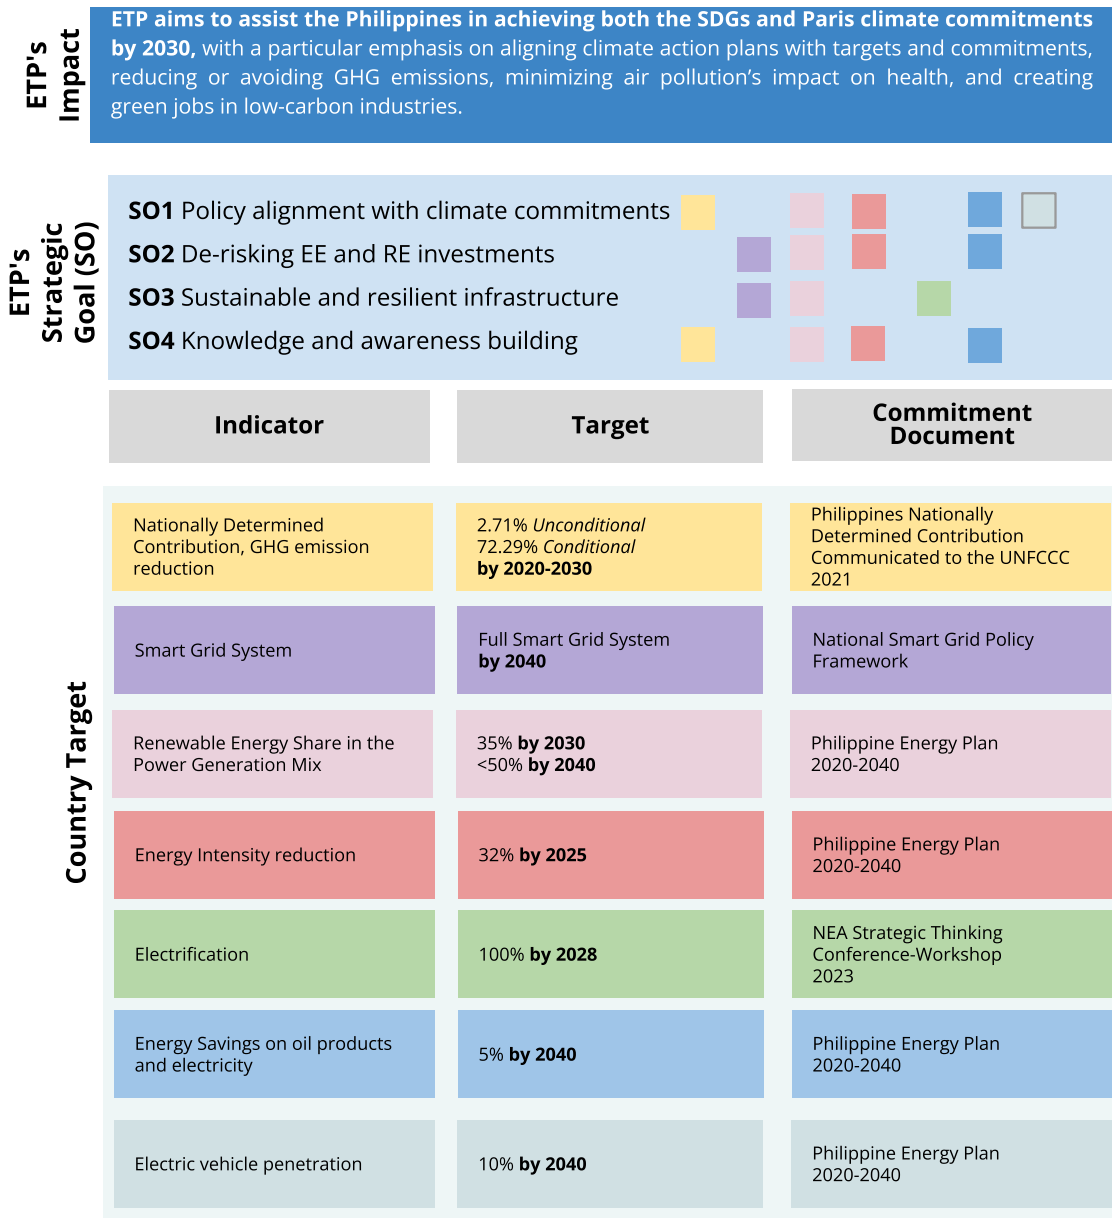 ETP's
Impact
ETP aims to assist the Philippines in achieving both the SDGs and Paris climate commitments
by 2030, with a particular emphasis on aligning climate action plans with targets and commitments,
reducing or avoiding GHG emissions, minimizing air pollution’s impact on health, and creating
green jobs in low-carbon industries.
ETP's
Strategic
Goal (SO)
SO1 Policy alignment with climate commitments
SO2 De-risking EE and RE investments
SO3 Sustainable and resilient infrastructure
SO4 Knowledge and awareness building
Indicator
Target
Commitment
Document
Country Target
Nationally Determined
Contribution, GHG emission
reduction
2.71% Unconditional
72.29% Conditional
by 2020-2030
Philippines Nationally
Determined Contribution
Communicated to the UNFCCC
2021
Smart Grid System
Full Smart Grid System
by 2040
National Smart Grid Policy
Framework
Renewable Energy Share in the
Power Generation Mix
35% by 2030
<50% by 2040
Philippine Energy Plan
2020-2040
Energy Intensity reduction
32% by 2025
Philippine Energy Plan
2020-2040
Electrification
100% by 2028
NEA Strategic Thinking
Conference-Workshop
2023
Energy Savings on oil products
and electricity
5% by 2040
Philippine Energy Plan
2020-2040
Electric vehicle penetration
10% by 2040
Philippine Energy Plan
2020-2040